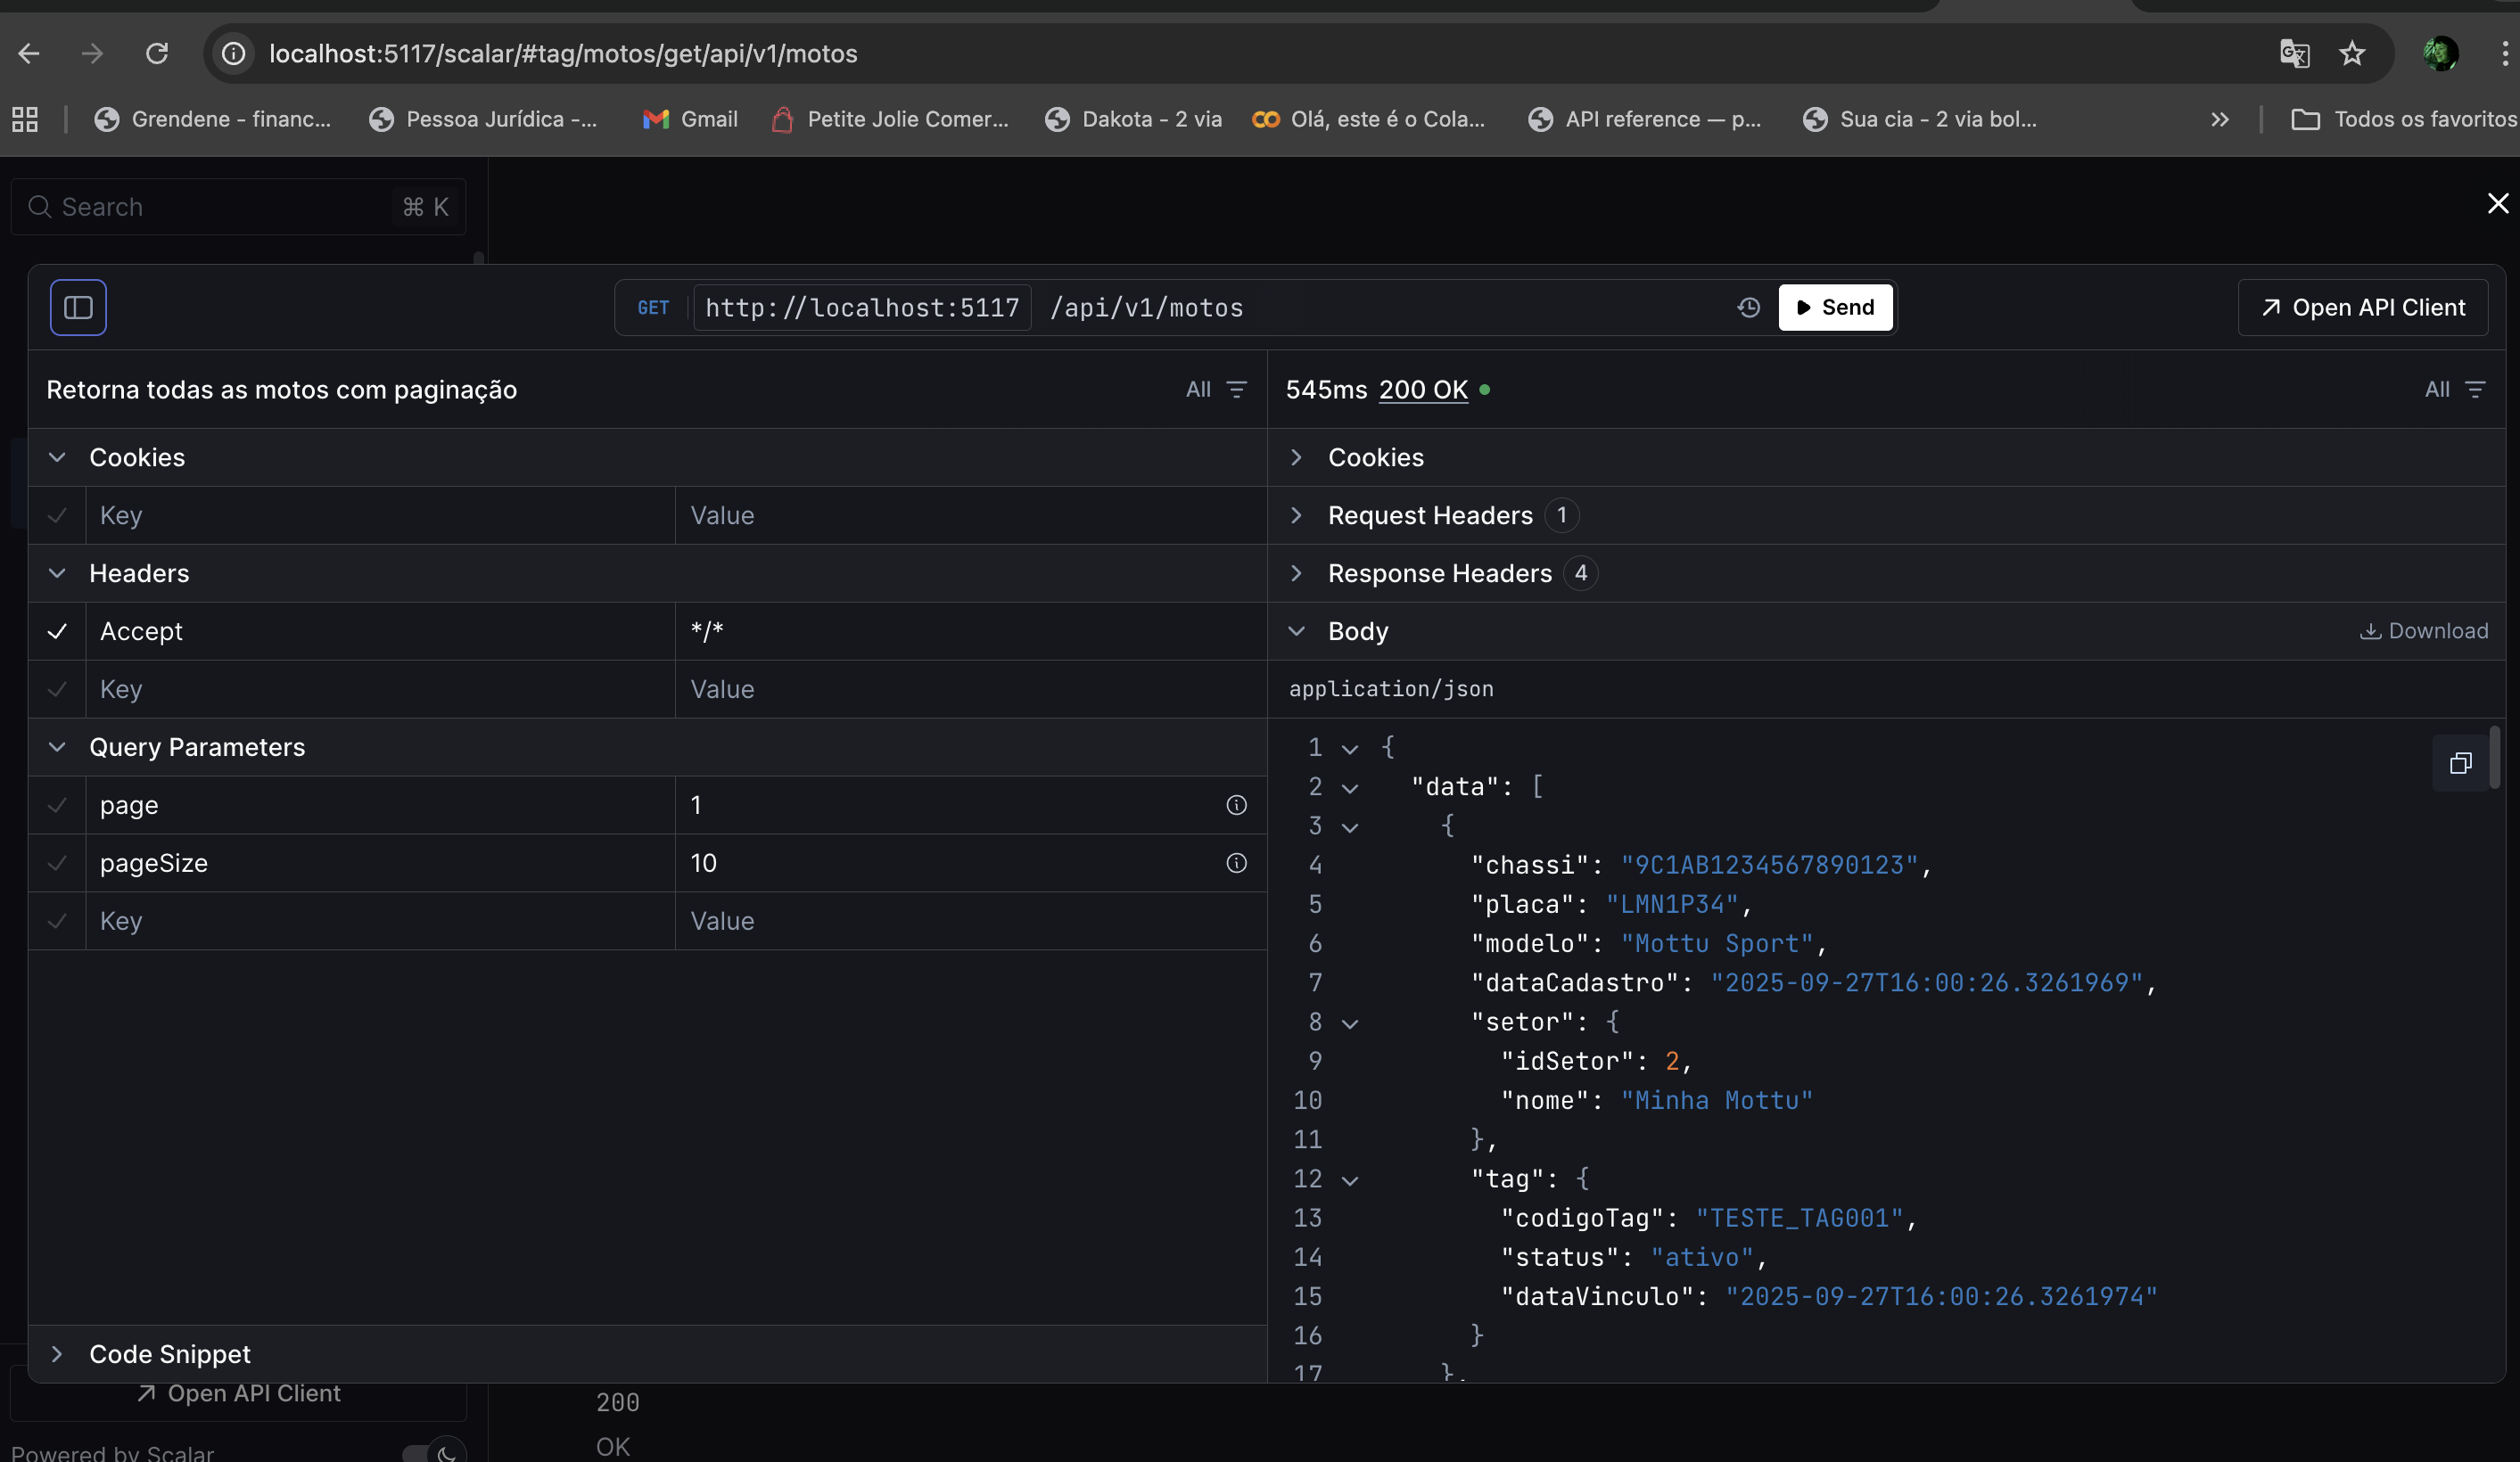 localhost:5117/scalar/#tag/motos/get/api/v1/motos
Grendene - financ...
Pessoa Jurídica -...
Gmail
Petite Jolie Comer...
Dakota - 2 via
Olá, este é o Cola...
API reference — p...
Sua cia - 2 via bol...
Todos os favoritos
Search
⌘ K
GET
http://localhost:5117
/api/v1/motos
Send
Open API Client
Retorna todas as motos com paginação
All
Cookies
Key
Value
Headers
Accept
*/*
Key
Value
Query Parameters
page
1
pageSize
10
Key
Value
Code Snippet
545ms 200 OK
All
Cookies
Request Headers 1
Response Headers 4
Body
Download
application/json
1 {
2 "data": [
3 {
4 "chassi": "9C1AB1234567890123",
5 "placa": "LMN1P34",
6 "modelo": "Mottu Sport",
7 "dataCadastro": "2025-09-27T16:00:26.3261969",
8 "setor": {
9 "idSetor": 2,
10 "nome": "Minha Mottu"
11 },
12 "tag": {
13 "codigoTag": "TESTE_TAG001",
14 "status": "ativo",
15 "dataVinculo": "2025-09-27T16:00:26.3261974"
16 }
17 },
Open API Client
Powered by Scalar
200
OK